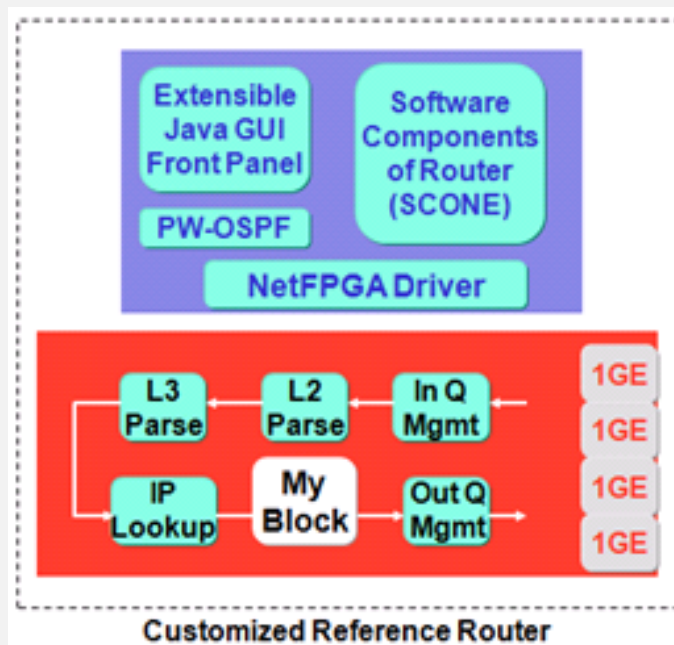 Extensible
Java GUI
Front Panel
Software
Components
of Router
(SCONE)
PW-OSPF
NetFPGA Driver
L3
Parse
L2
Parse
In Q
Mgmt
1GE
1GE
IP
Lookup
My
Block
Out Q
Mgmt
1GE
1GE
Customized Reference Router